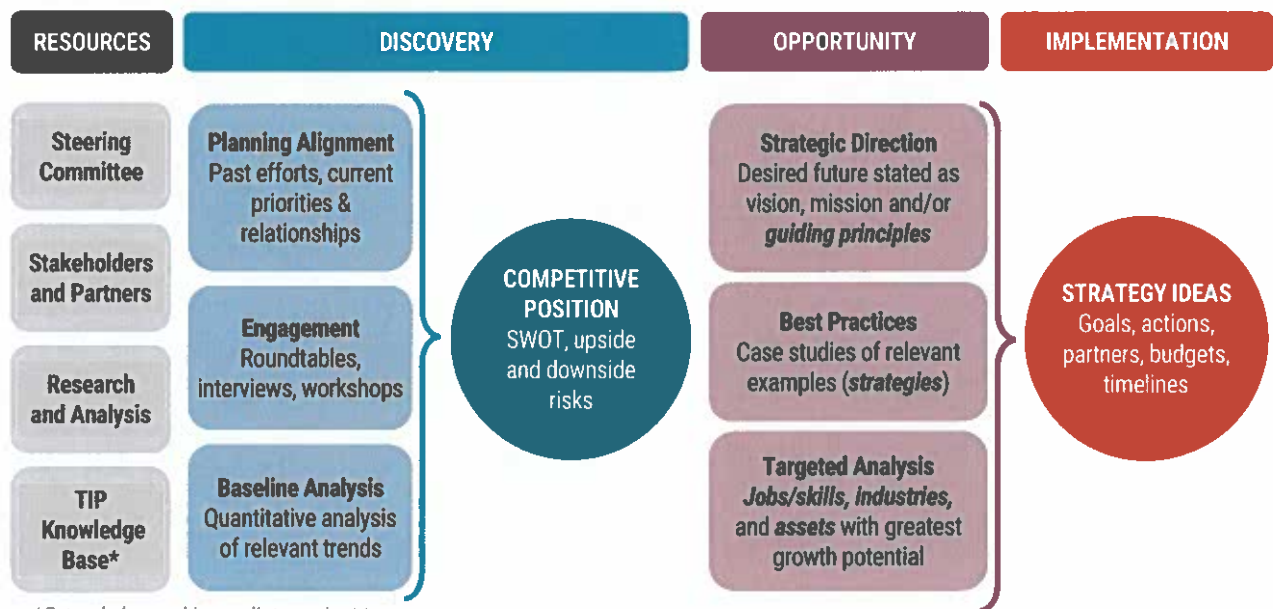 RESOURCES
DISCOVERY
OPPORTUNITY
IMPLEMENTATION
Steering
Committee
Stakeholders
and Partners
Research
and Analysis
TIP
Knowledge
Base*
Planning Alignment
Past efforts, current
priorities &
relationships
Engagement
Roundtables,
interviews, workshops
Baseline Analysis
Quantitative analysis
of relevant trends
COMPETITIVE
POSITION
SWOT, upside
and downside
risks
Strategic Direction
Desired future stated as
vision, mission and/or
guiding principles
Best Practices
Case studies of relevant
examples (strategies)
Targeted Analysis
Jobs/skills, industries,
and assets with greatest
growth potential
STRATEGY IDEAS
Goals, actions,
partners, budgets,
timelines